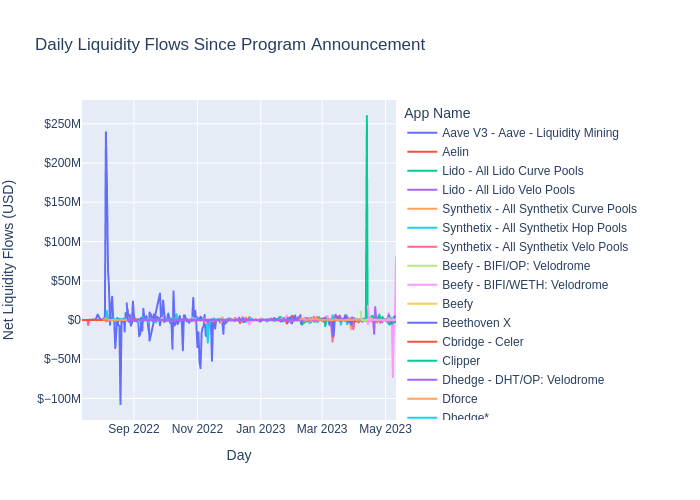 Daily Liquidity Flows Since Program Announcement
Net Liquidity Flows (USD)
$250M
$200M
$150M
$100M
$50M
$0
−$50M
−$100M
Sep 2022
Nov 2022
Jan 2023
Mar 2023
May 2023
Day
App Name
Aave V3 - Aave - Liquidity Mining
Aelin
Lido - All Lido Curve Pools
Lido - All Lido Velo Pools
Synthetix - All Synthetix Curve Pools
Synthetix - All Synthetix Hop Pools
Synthetix - All Synthetix Velo Pools
Beefy - BIFI/OP: Velodrome
Beefy - BIFI/WETH: Velodrome
Beefy
Beethoven X
Cbridge - Celer
Clipper
Dhedge - DHT/OP: Velodrome
Dforce
Dhedge*